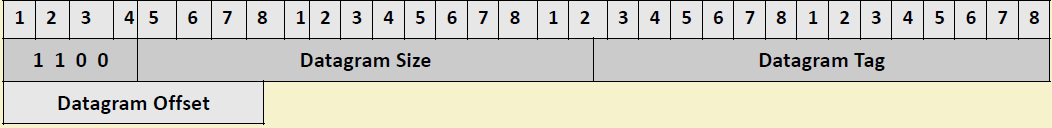 1 2 3 4 5 6 7 8 1 2 3 4 5 6 7 8 1 2 3 4 5 6 7 8 1 2 3 4 5 6 7 8
1 1 0 0 Datagram Size Datagram Tag
Datagram Offset